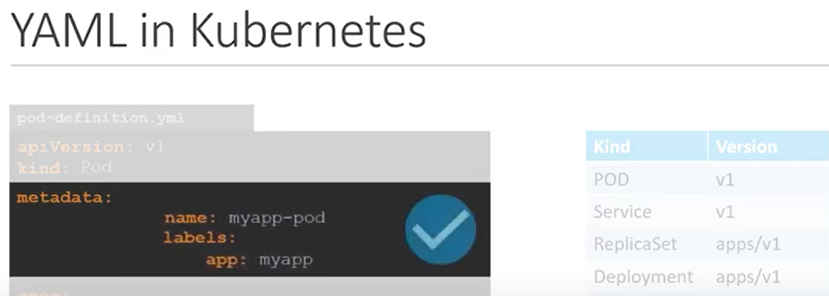 YAML in Kubernetes
pod-definition.yml
apiVersion: v1
kind: Pod
metadata:
name: myapp-pod
labels:
app: myapp
Kind Version
POD v1
Service v1
ReplicaSet apps/v1
Deployment apps/v1